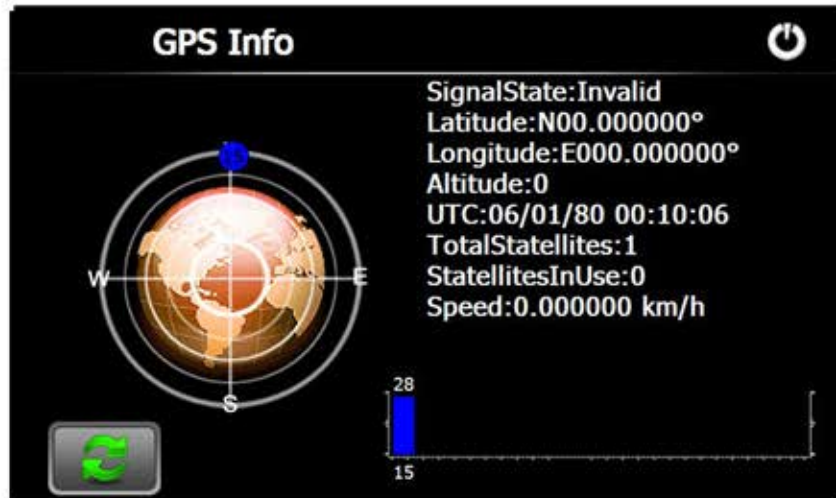 GPS Info
SignalState:Invalid
Latitude:N00.000000°
Longitude:E000.000000°
Altitude:0
UTC:06/01/80 00:10:06
TotalStatellites:1
StatellitesInUse:0
Speed:0.000000 km/h
W
E
S
28
15